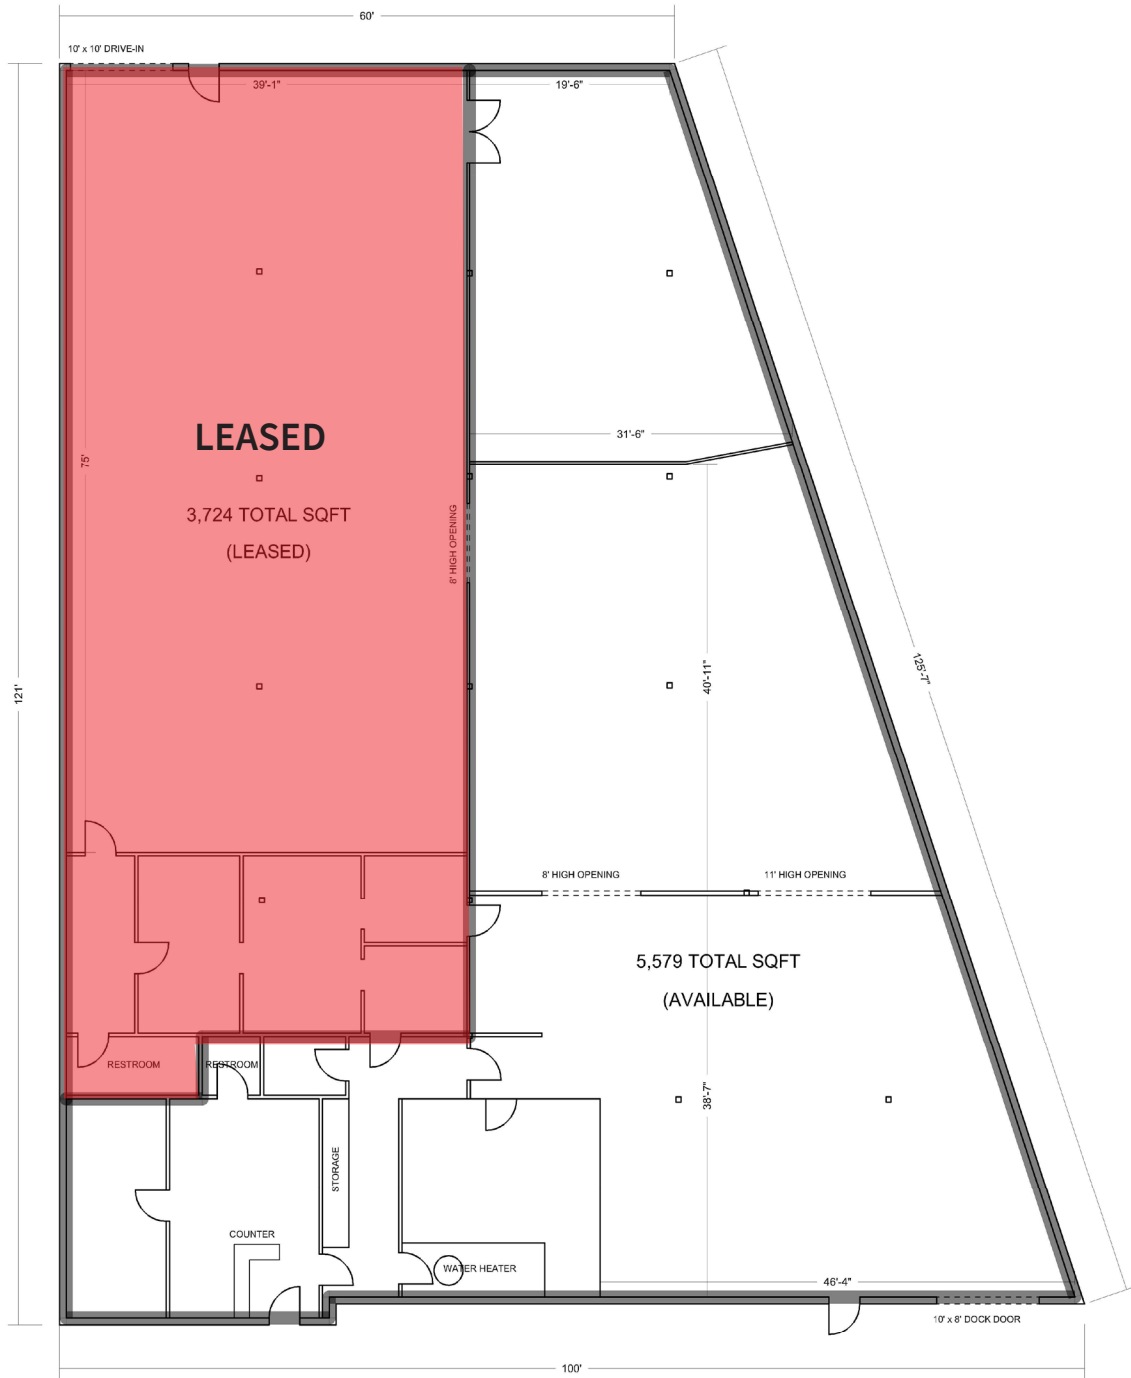 60'
10' x 10' DRIVE-IN
39'-1"
19'-6"
LEASED
31'-6"
75'
3,724 TOTAL SQFT
(LEASED)
8' HIGH OPENING
121'
40'-11"
125'-7"
8' HIGH OPENING
11' HIGH OPENING
5,579 TOTAL SQFT
(AVAILABLE)
RESTROOM
RESTROOM
38'-7"
STORAGE
COUNTER
WATER HEATER
46'-4"
10' x 8' DOCK DOOR
100'